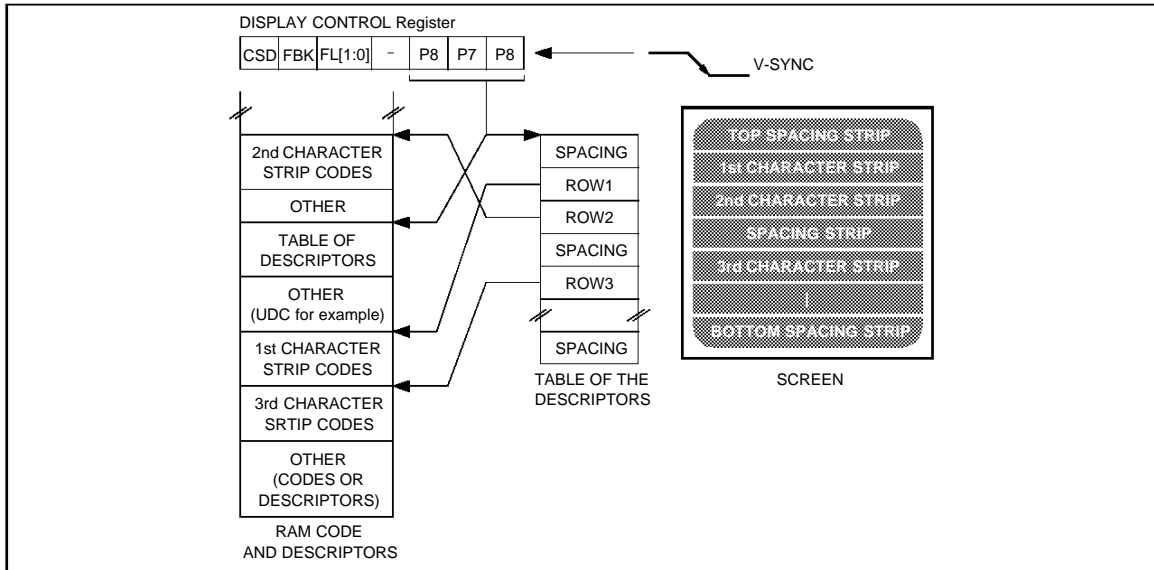 DISPLAY CONTROL Register
CSD FBK FL[1:0] - P8 P7 P8
V-SYNC
2nd CHARACTER
STRIP CODES
OTHER
TABLE OF
DESCRIPTORS
OTHER
(UDC for example)
1st CHARACTER
STRIP CODES
3rd CHARACTER
SRTIP CODES
OTHER
(CODES OR
DESCRIPTORS)
RAM CODE
AND DESCRIPTORS
SPACING
ROW1
ROW2
SPACING
ROW3
SPACING
TABLE OF THE
DESCRIPTORS
TOP SPACING STRIP
1st CHARACTER STRIP
2nd CHARACTER STRIP
SPACING STRIP
3rd CHARACTER STRIP
|
BOTTOM SPACING STRIP
SCREEN